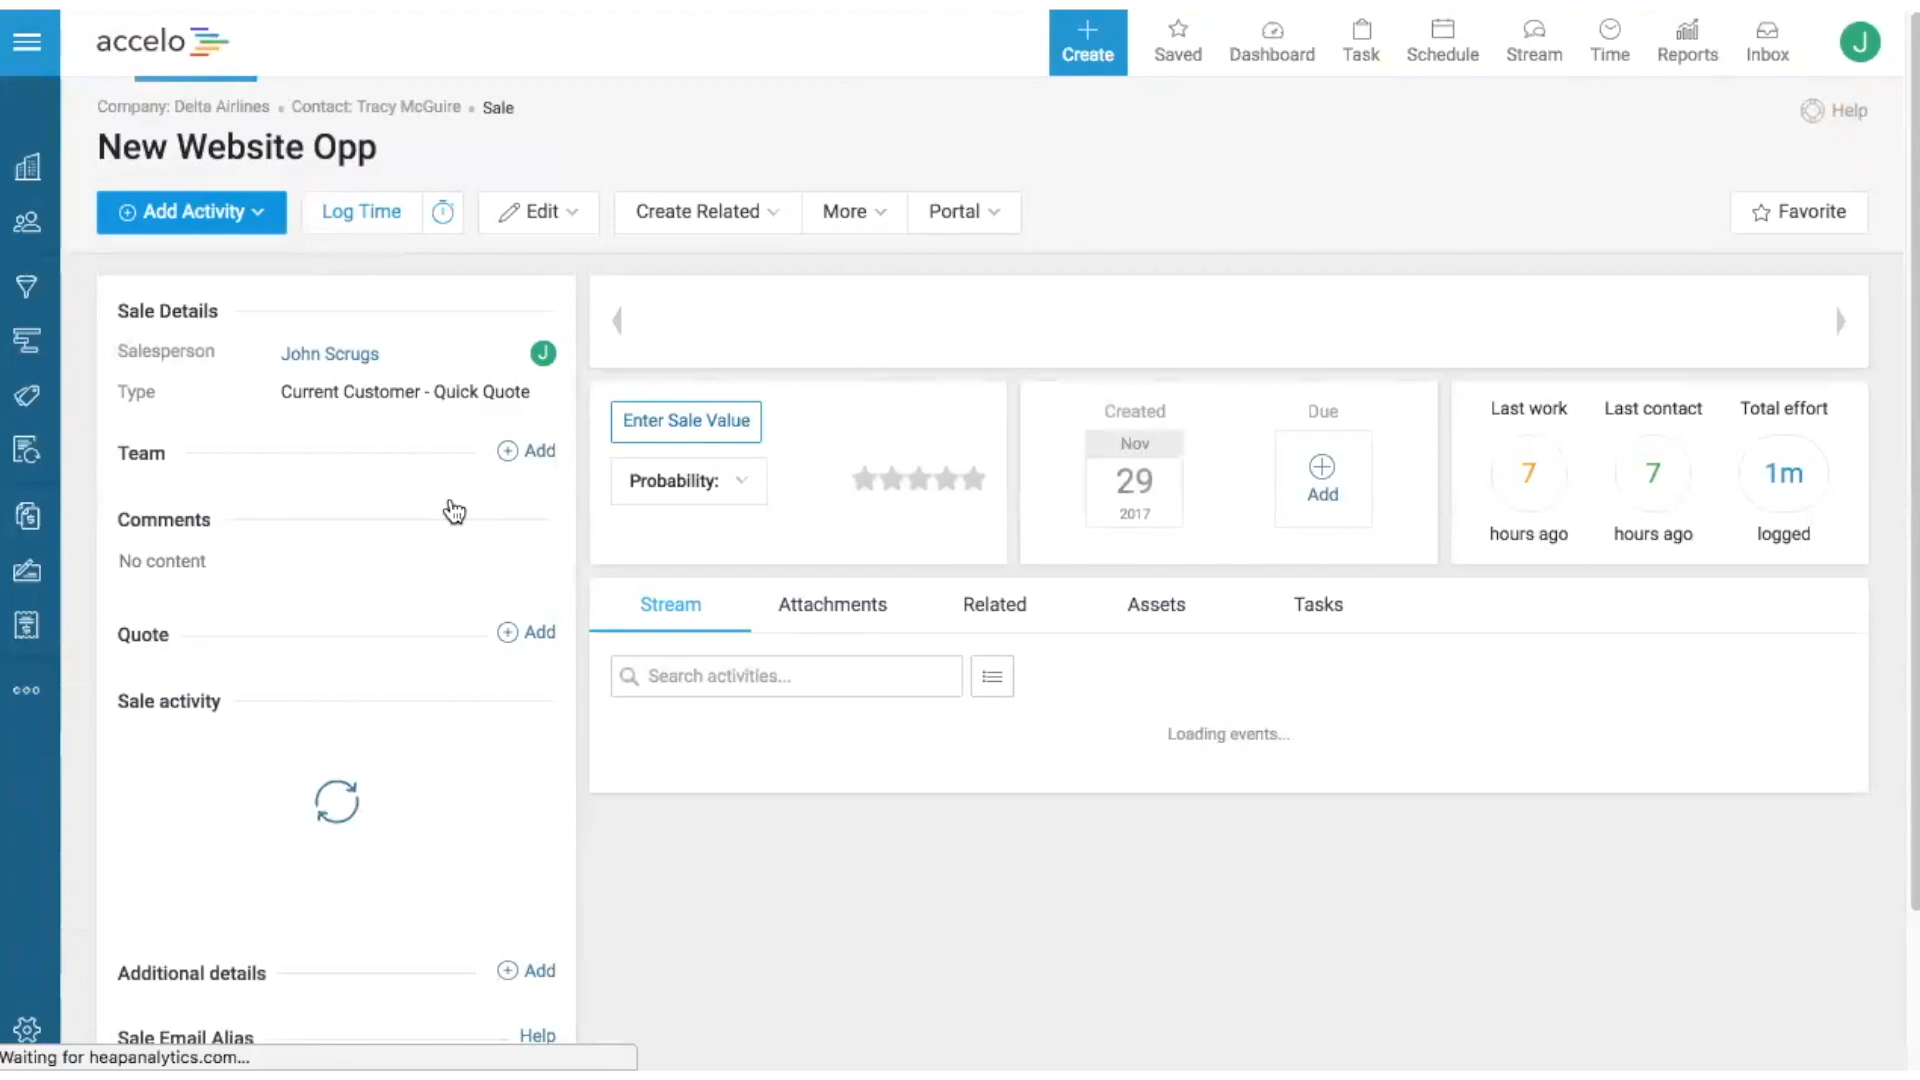 accelo
Create
Saved
Dashboard
Task
Schedule
Stream
Time
Reports
Inbox
J
Company: Delta Airlines • Contact: Tracy McGuire • Sale
Help
New Website Opp
Add Activity
Log Time
Edit
Create Related
More
Portal
Favorite
Sale Details
Salesperson John Scrugs J
Type Current Customer - Quick Quote
Team Add
Comments
No content
Quote Add
Sale activity
Additional details Add
Sale Email Alias Help
Enter Sale Value
Probability:
Created
Nov
29
2017
Due
Add
Last work
7
hours ago
Last contact
7
hours ago
Total effort
1m
logged
Stream Attachments Related Assets Tasks
Search activities...
Loading events...
Waiting for heapanalytics.com...